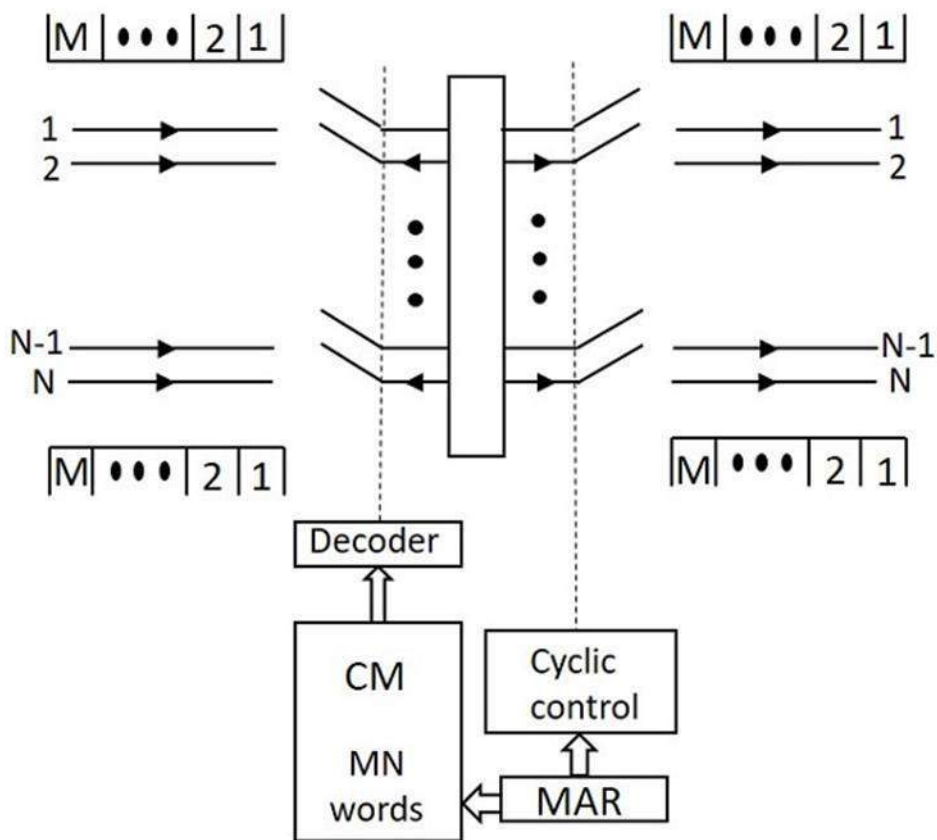 M ••• 2 1
M ••• 2 1
1
1
2
2
N-1
N-1
N
N
M ••• 2 1
M ••• 2 1
Decoder
CM
MN
words
Cyclic
control
MAR